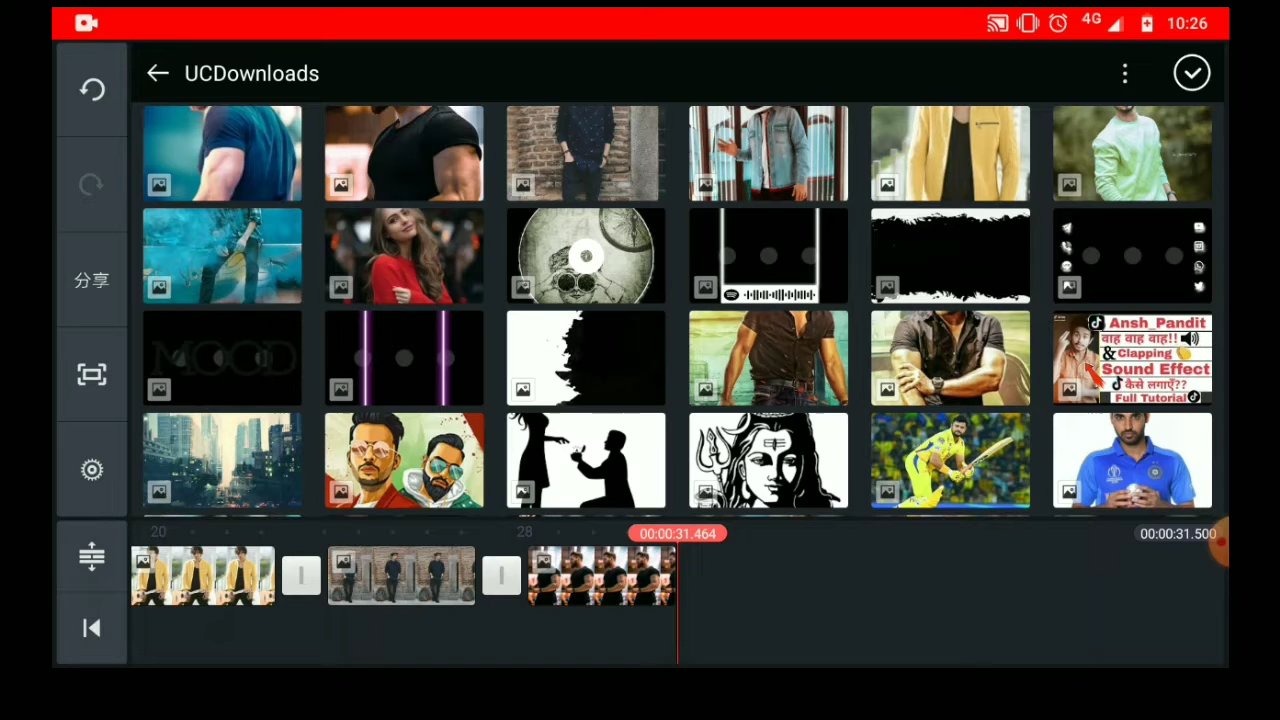 4G 10:26
UCDownloads
分享
MOOD
Ansh_Pandit
वाह वाह वाह!!
&Clapping
Sound Effect
कैसे लगाएँ??
Full Tutorial
20
28
00:00:31.464
00:00:31.500